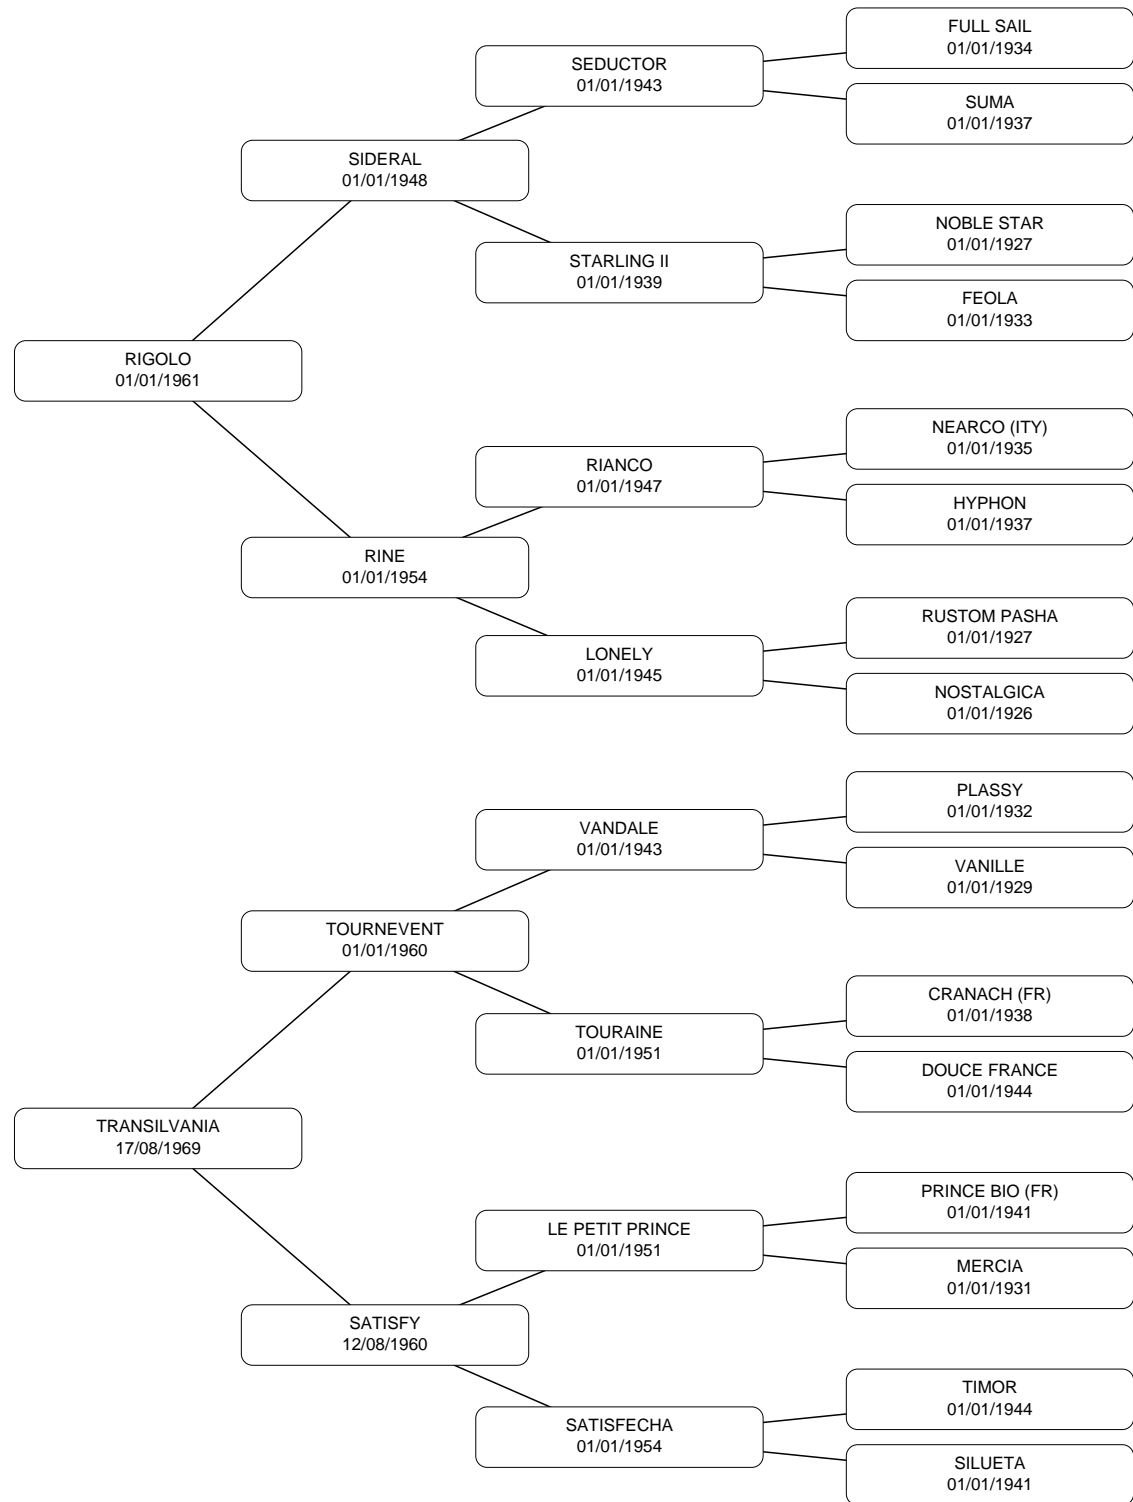 FULL SAIL
01/01/1934
SEDUCTOR
01/01/1943
SUMA
01/01/1937
SIDERAL
01/01/1948
NOBLE STAR
01/01/1927
STARLING II
01/01/1939
FEOLA
01/01/1933
RIGOLO
01/01/1961
NEARCO (ITY)
01/01/1935
RIANCO
01/01/1947
HYPHON
01/01/1937
RINE
01/01/1954
RUSTOM PASHA
01/01/1927
LONELY
01/01/1945
NOSTALGICA
01/01/1926
PLASSY
01/01/1932
VANDALE
01/01/1943
VANILLE
01/01/1929
TOURNEVENT
01/01/1960
CRANACH (FR)
01/01/1938
TOURAINE
01/01/1951
DOUCE FRANCE
01/01/1944
TRANSILVANIA
17/08/1969
PRINCE BIO (FR)
01/01/1941
LE PETIT PRINCE
01/01/1951
MERCIA
01/01/1931
SATISFY
12/08/1960
TIMOR
01/01/1944
SATISFECHA
01/01/1954
SILUETA
01/01/1941